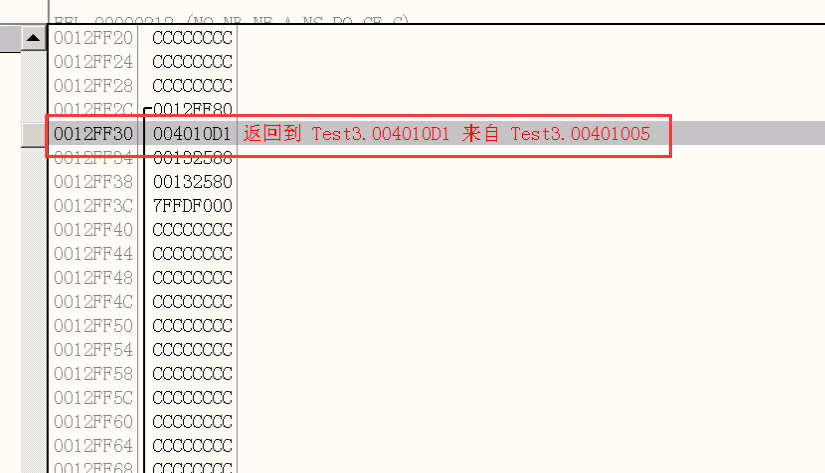 EFL 00000212 (NO,NB,NE,A,NS,PO,GE,G)
0012FF20 CCCCCCCC
0012FF24 CCCCCCCC
0012FF28 CCCCCCCC
0012FF2C 0012FF80
0012FF30 004010D1 返回到 Test3.004010D1 来自 Test3.00401005
0012FF34 00132588
0012FF38 00132580
0012FF3C 7FFDF000
0012FF40 CCCCCCCC
0012FF44 CCCCCCCC
0012FF48 CCCCCCCC
0012FF4C CCCCCCCC
0012FF50 CCCCCCCC
0012FF54 CCCCCCCC
0012FF58 CCCCCCCC
0012FF5C CCCCCCCC
0012FF60 CCCCCCCC
0012FF64 CCCCCCCC
0012FF68 CCCCCCCC